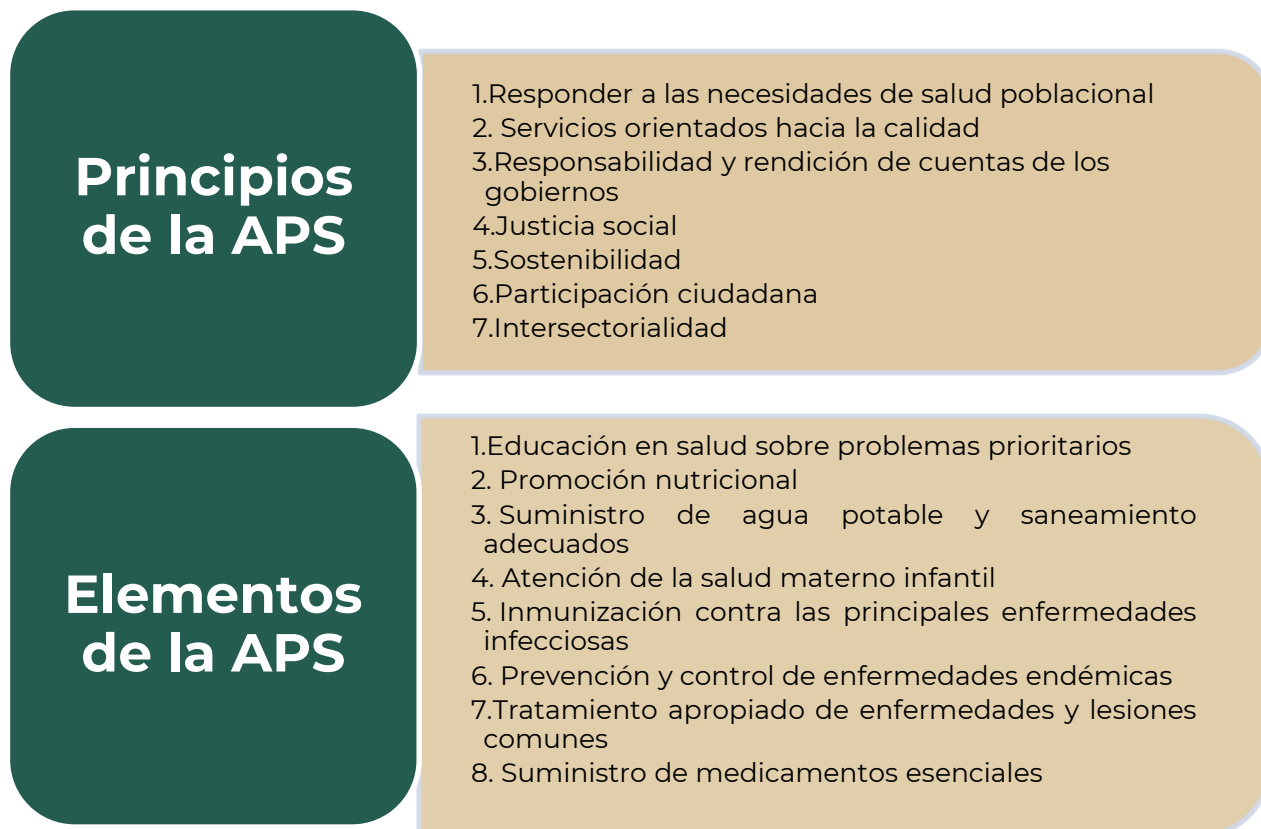 Principios
de la APS
1.Responder a las necesidades de salud poblacional
2. Servicios orientados hacia la calidad
3.Responsabilidad y rendición de cuentas de los
gobiernos
4.Justicia social
5.Sostenibilidad
6.Participación ciudadana
7.Intersectorialidad
Elementos
de la APS
1.Educación en salud sobre problemas prioritarios
2. Promoción nutricional
3. Suministro de agua potable y saneamiento
adecuados
4. Atención de la salud materno infantil
5. Inmunización contra las principales enfermedades
infecciosas
6. Prevención y control de enfermedades endémicas
7.Tratamiento apropiado de enfermedades y lesiones
comunes
8. Suministro de medicamentos esenciales